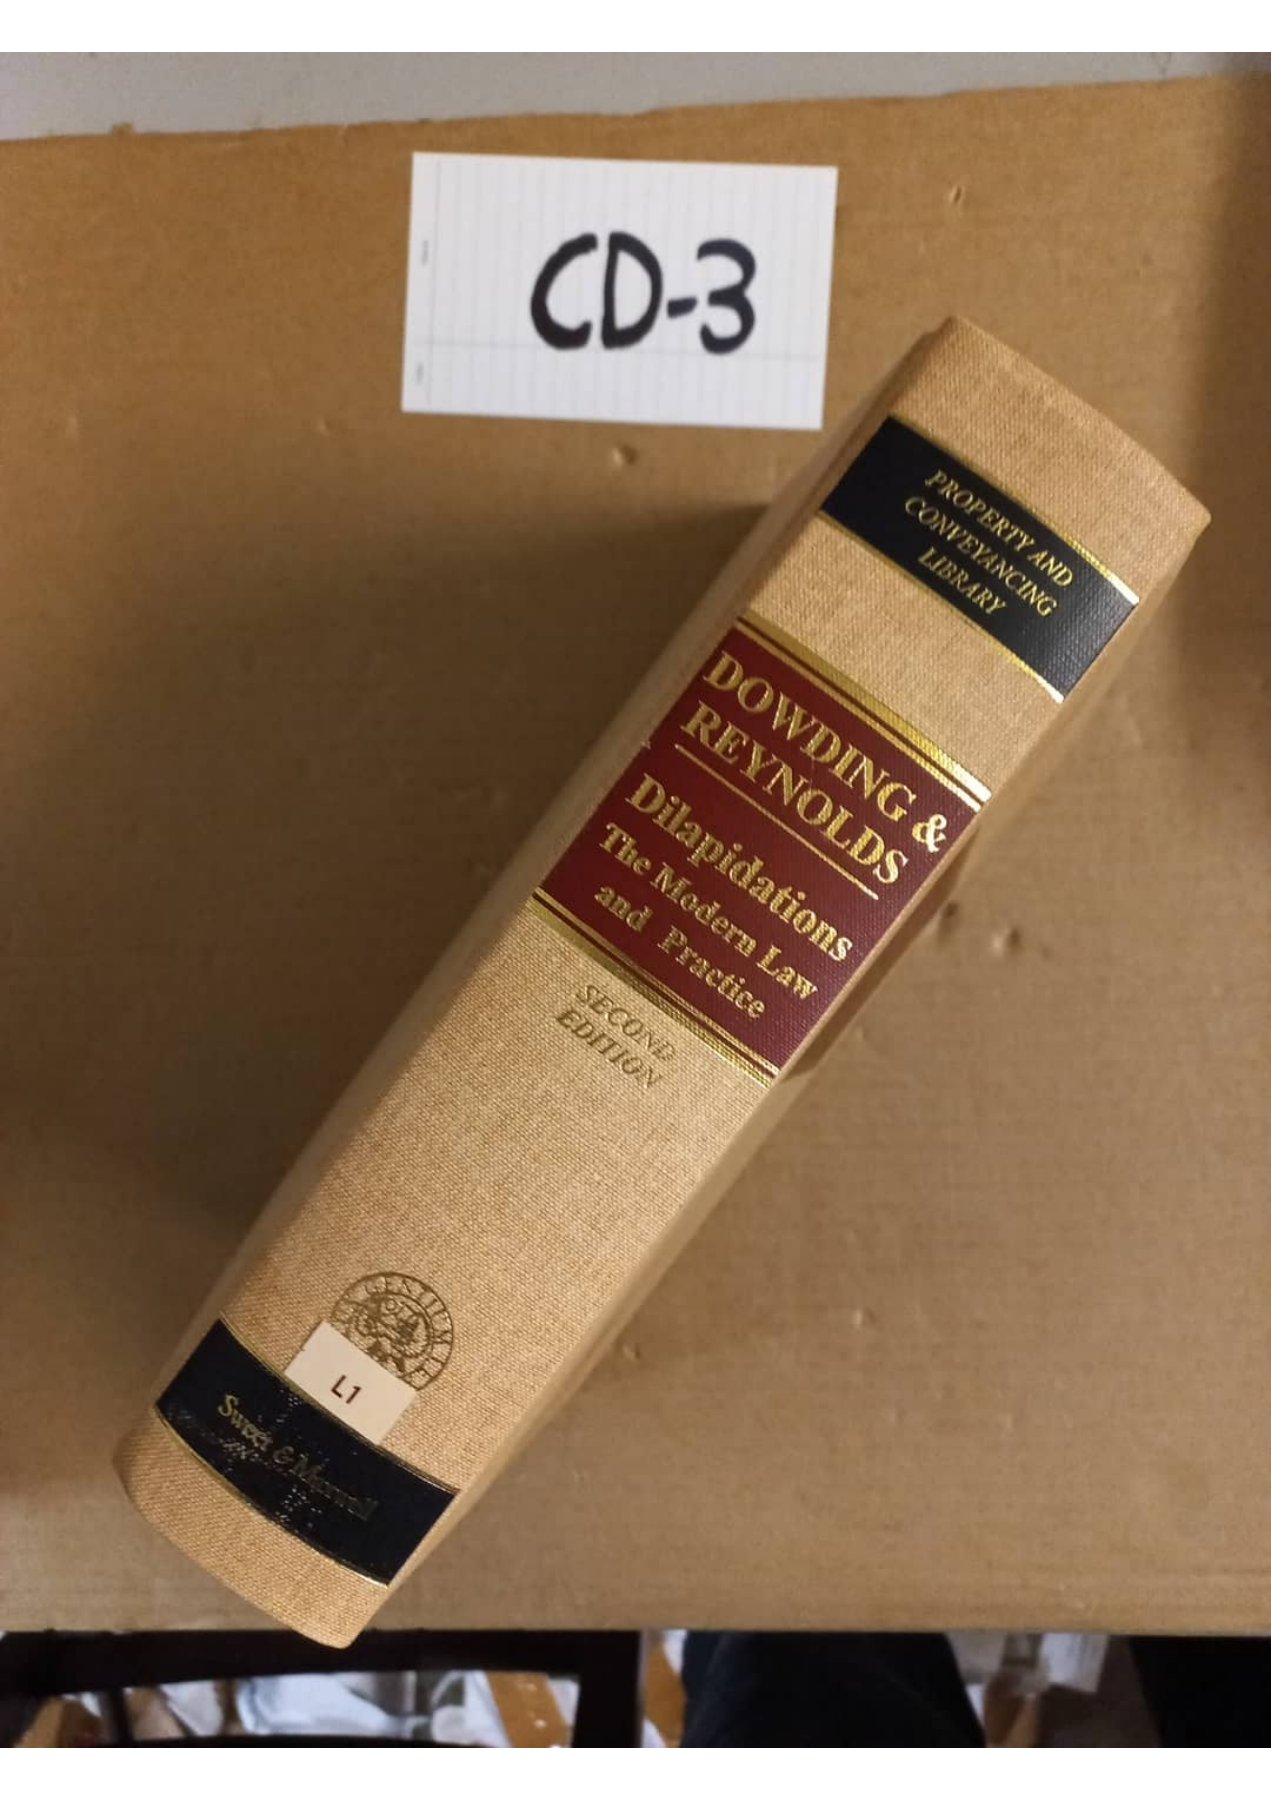 CD-3
PROPERTY AND
CONVEYANCING
LIBRARY
DOWDING &
REYNOLDS
Dilapidations
The Modern Law
and Practice
SECOND
EDITION
L1
Sweet & Maxwell